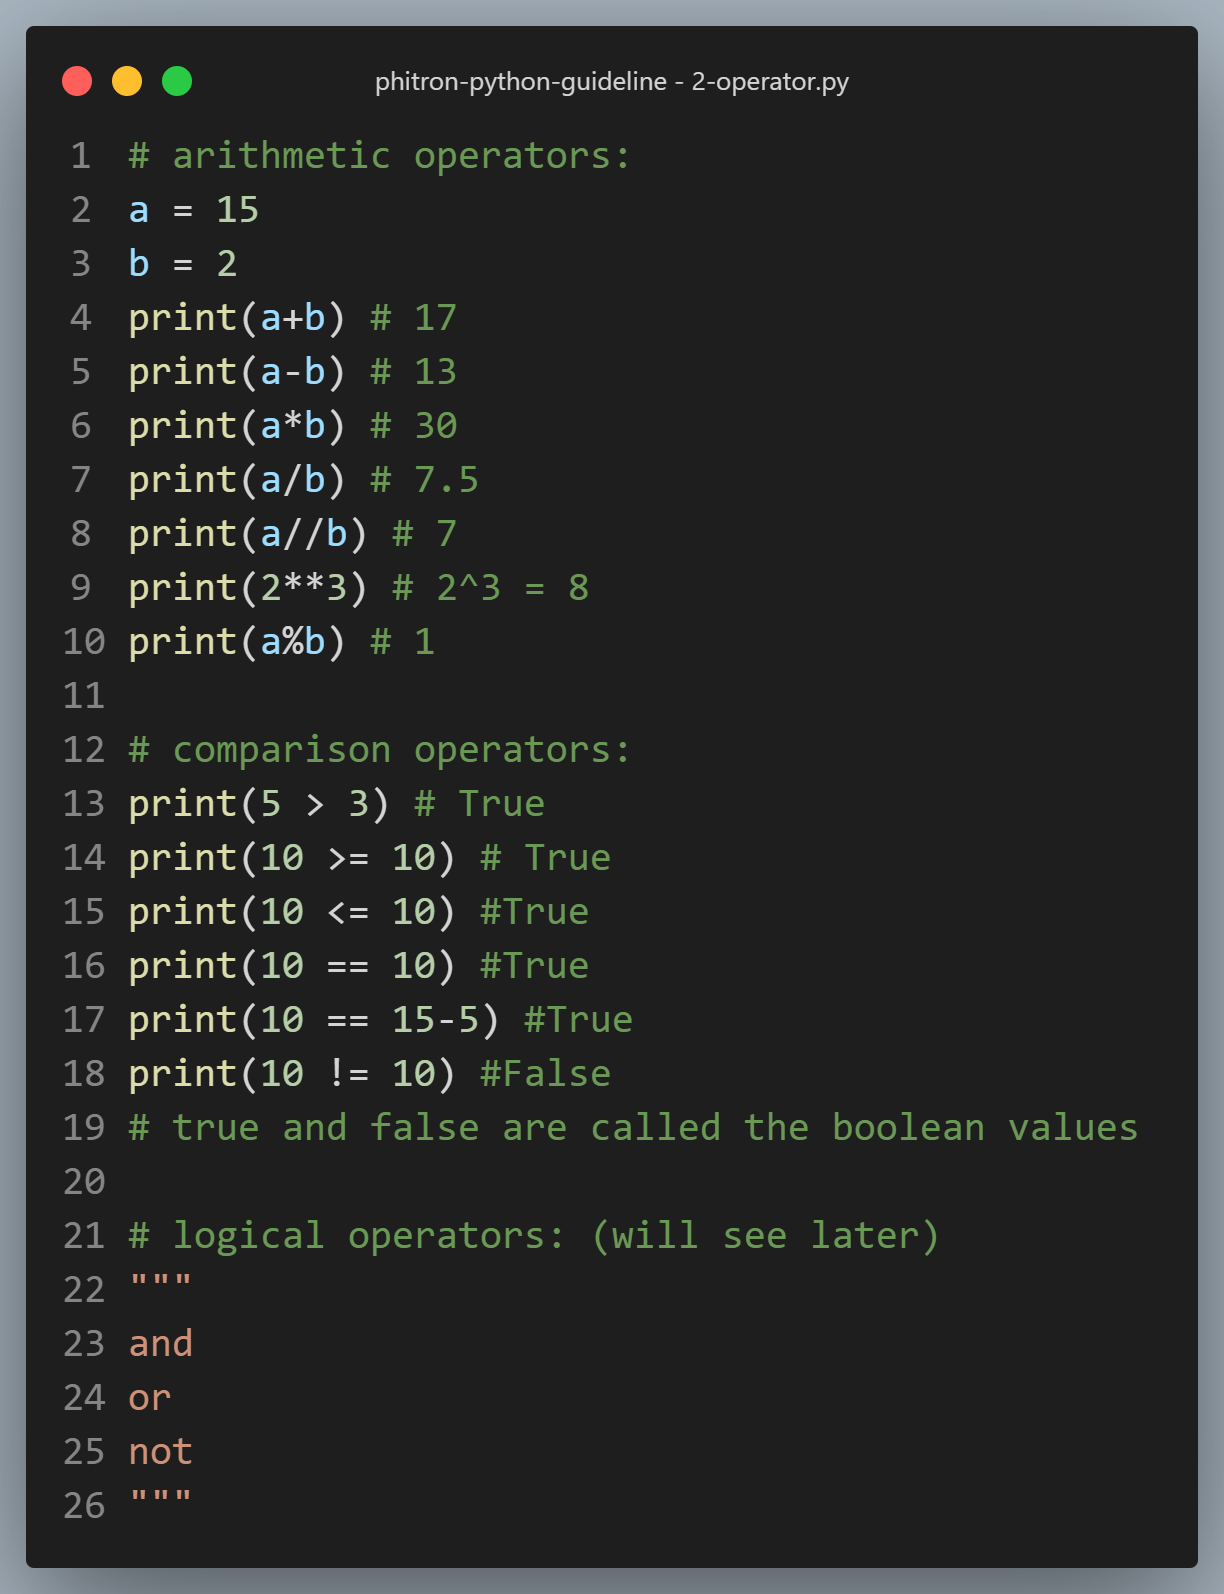 phitron-python-guideline - 2-operator.py
1 # arithmetic operators:
2 a = 15
3 b = 2
4 print(a+b) # 17
5 print(a-b) # 13
6 print(a*b) # 30
7 print(a/b) # 7.5
8 print(a//b) # 7
9 print(2**3) # 2^3 = 8
10 print(a%b) # 1
11
12 # comparison operators:
13 print(5 > 3) # True
14 print(10 >= 10) # True
15 print(10 <= 10) #True
16 print(10 == 10) #True
17 print(10 == 15-5) #True
18 print(10 != 10) #False
19 # true and false are called the boolean values
20
21 # logical operators: (will see later)
22 """
23 and
24 or
25 not
26 """